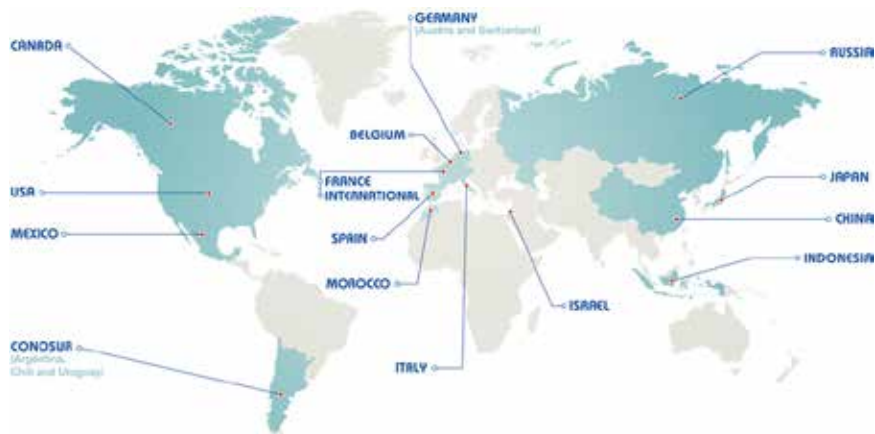 GERMANY
(Austria and Switzerland)
CANADA
RUSSIA
BELGIUM
FRANCE
INTERNATIONAL
JAPAN
USA
CHINA
MEXICO
SPAIN
INDONESIA
MOROCCO
ISRAEL
CONOSUR
(Argentina,
Chili and Uruguay)
ITALY